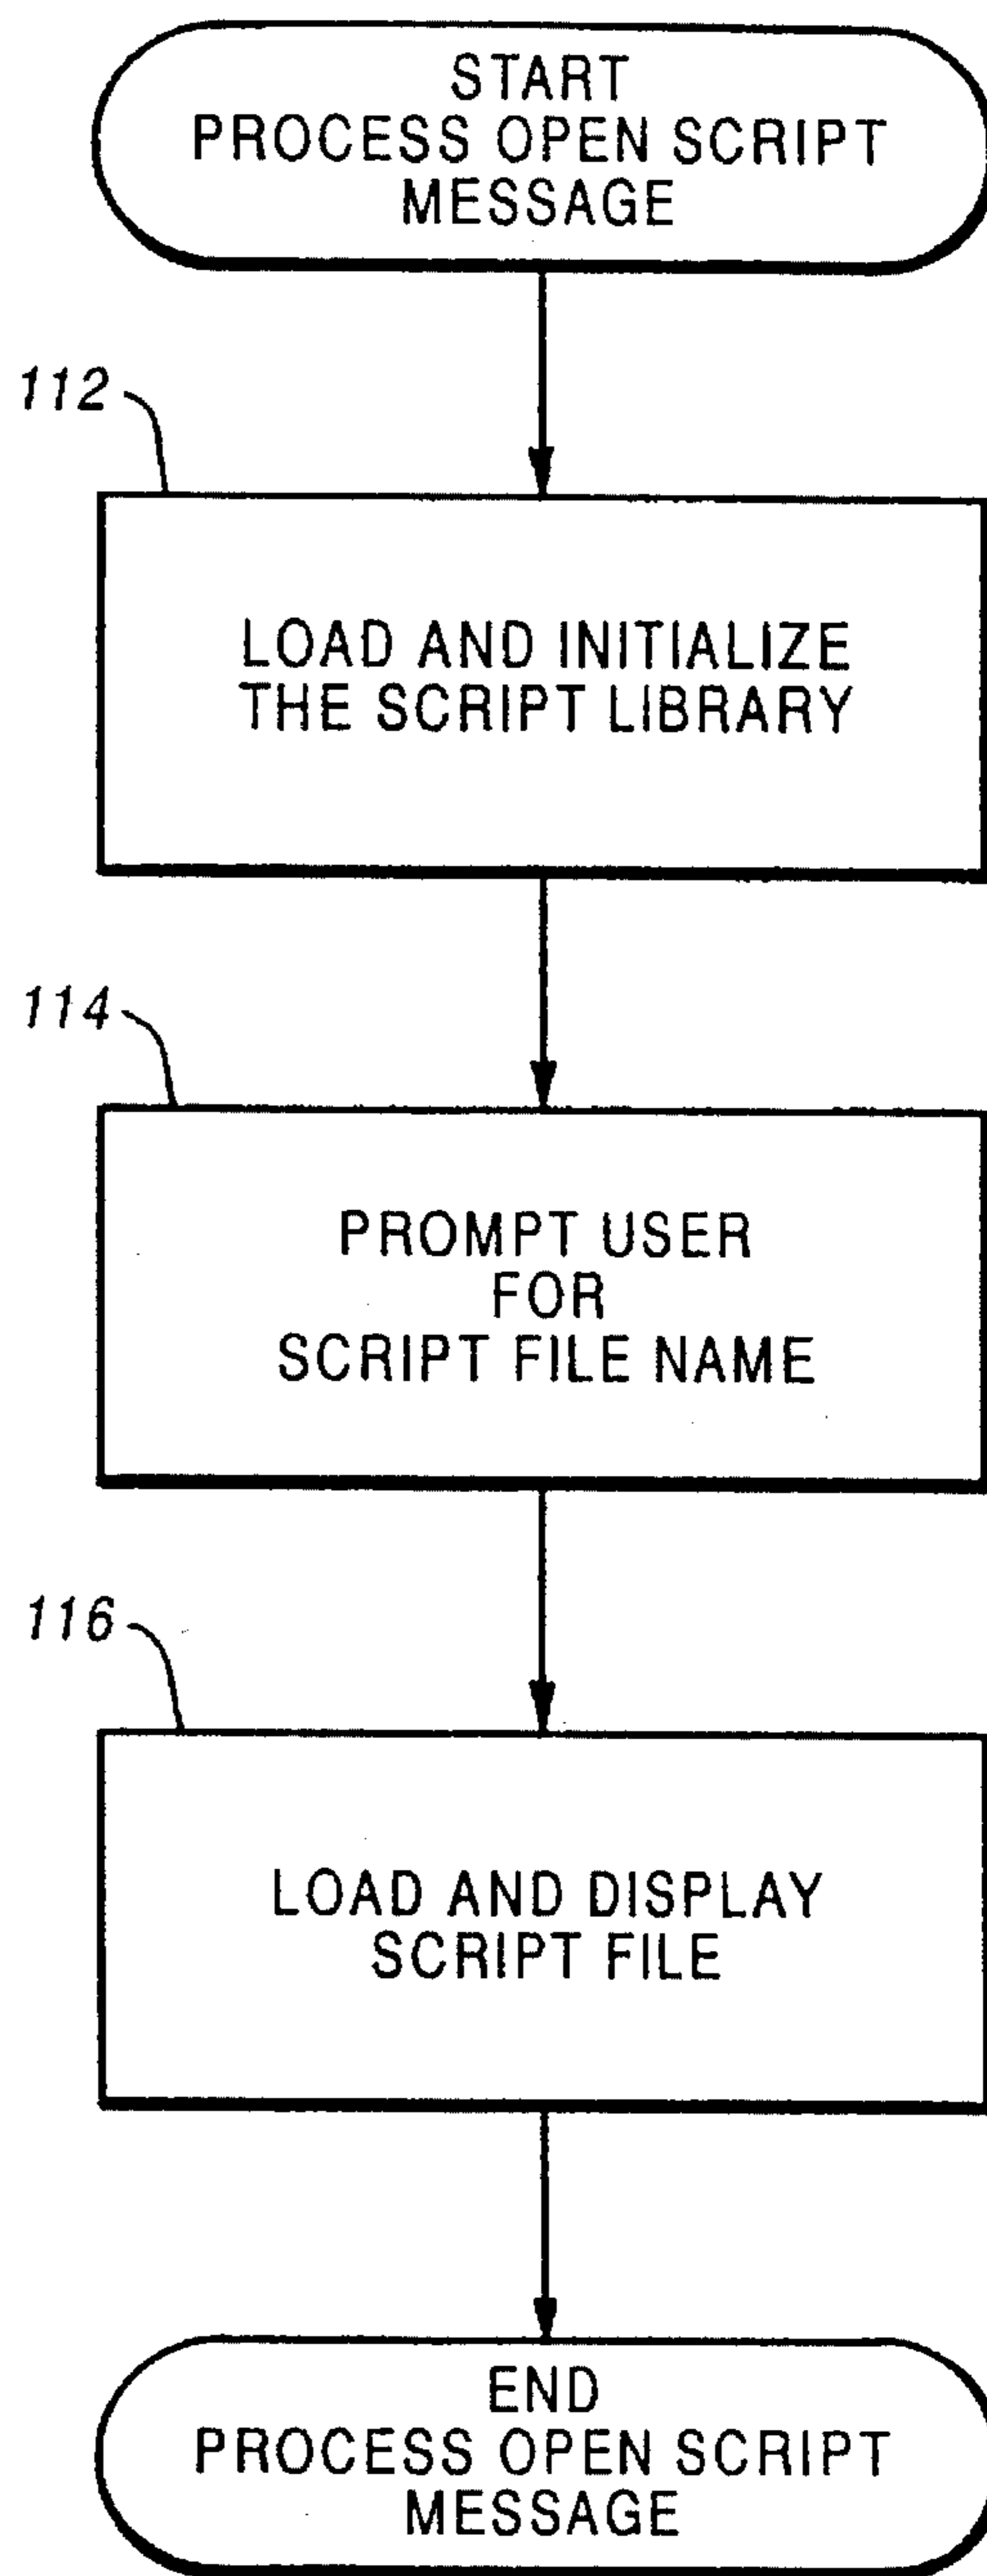 START
PROCESS OPEN SCRIPT
MESSAGE
112
LOAD AND INITIALIZE
THE SCRIPT LIBRARY
114
PROMPT USER
FOR
SCRIPT FILE NAME
116
LOAD AND DISPLAY
SCRIPT FILE
END
PROCESS OPEN SCRIPT
MESSAGE